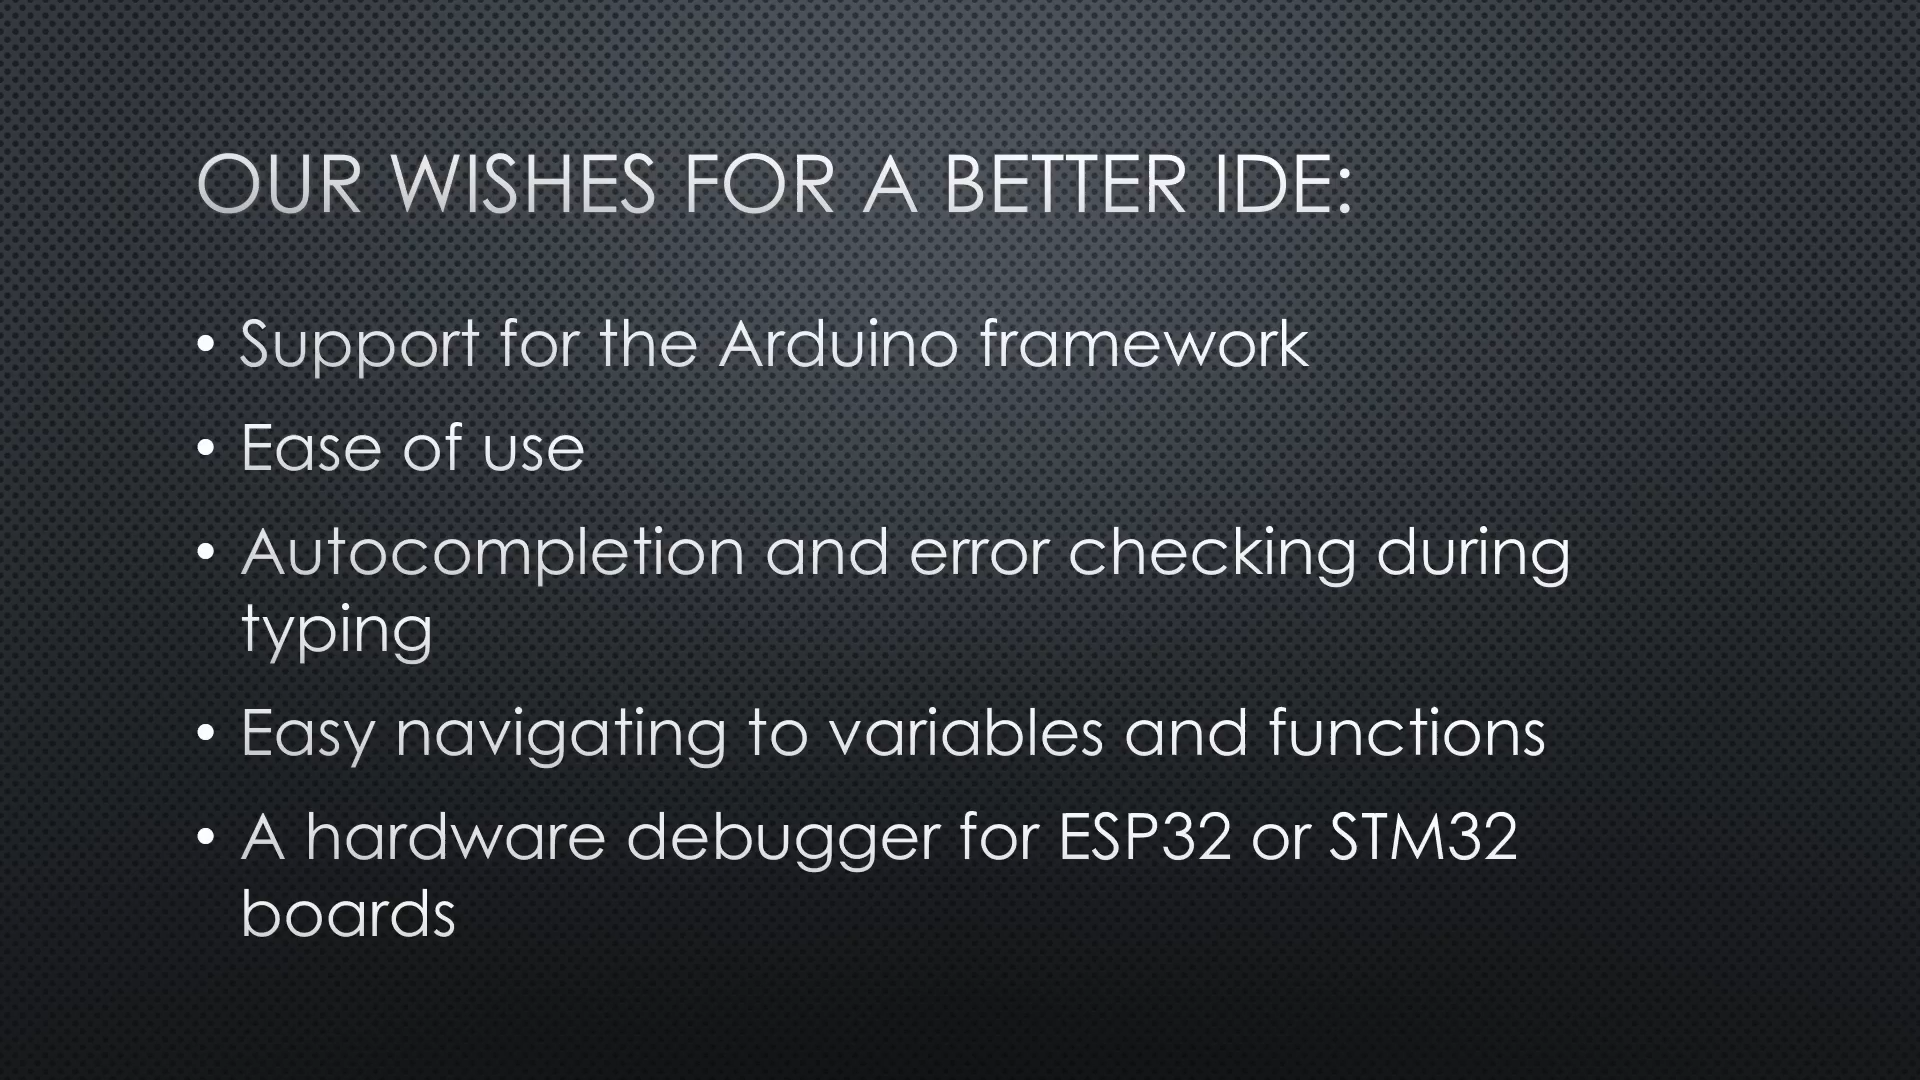 OUR WISHES FOR A BETTER IDE:
• Support for the Arduino framework
• Ease of use
• Autocompletion and error checking during
typing
• Easy navigating to variables and functions
• A hardware debugger for ESP32 or STM32
boards